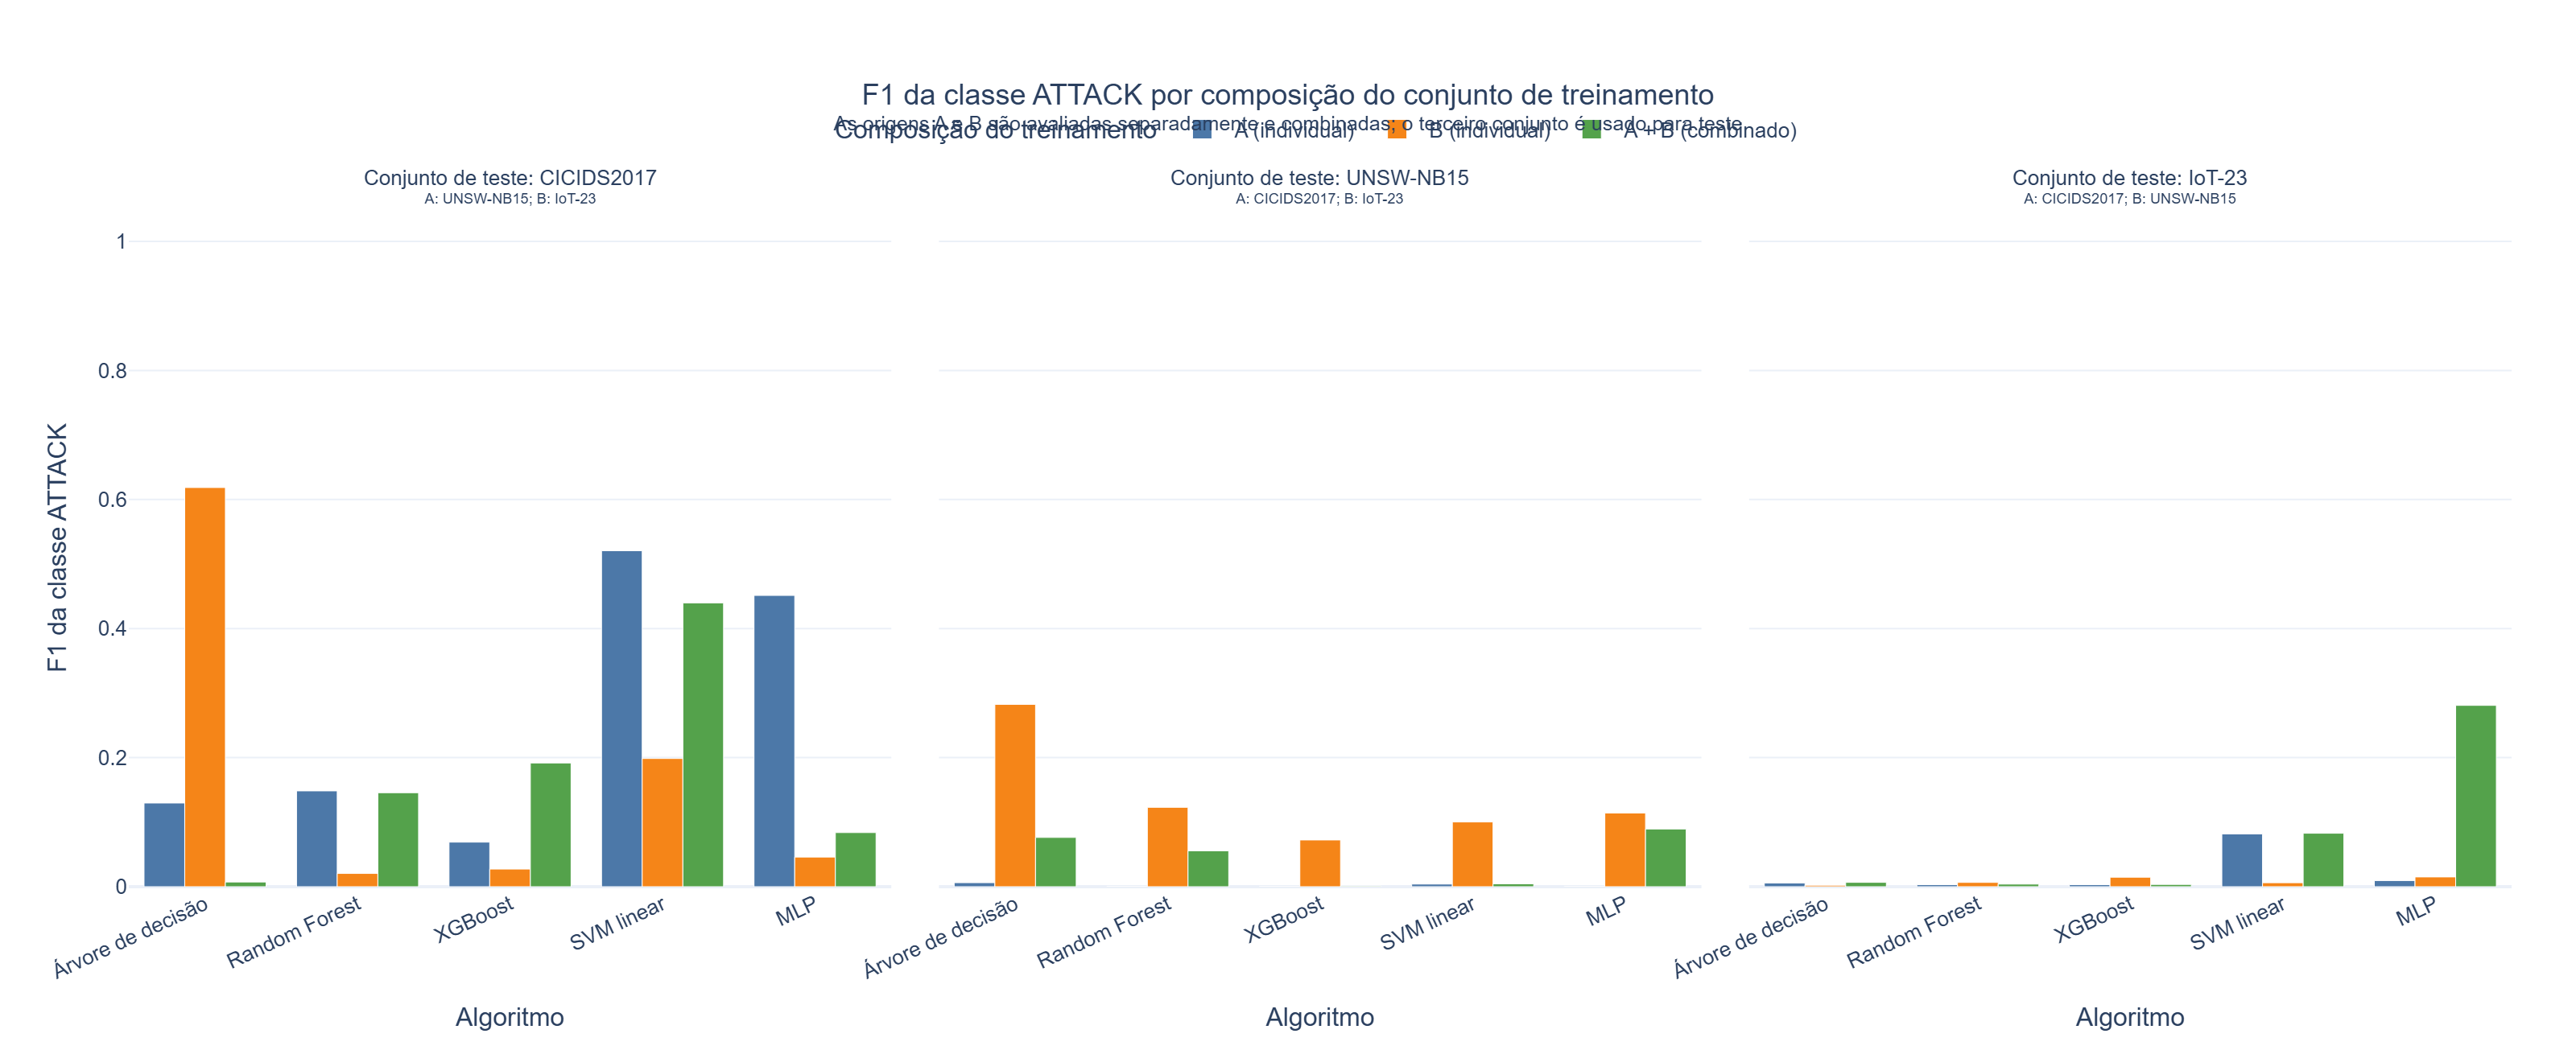 F1 da classe ATTACK por composição do conjunto de treinamento
As origens A e B são avaliadas separadamente e combinadas; o terceiro conjunto é usado para teste
Composição do treinamento A (individual) B (individual) A + B (combinado)
Conjunto de teste: CICIDS2017
A: UNSW-NB15; B: IoT-23
Conjunto de teste: UNSW-NB15
A: CICIDS2017; B: IoT-23
Conjunto de teste: IoT-23
A: CICIDS2017; B: UNSW-NB15
F1 da classe ATTACK
1
0.8
0.6
0.4
0.2
0
Árvore de decisão
Random Forest
XGBoost
SVM linear
MLP
Árvore de decisão
Random Forest
XGBoost
SVM linear
MLP
Árvore de decisão
Random Forest
XGBoost
SVM linear
MLP
Algoritmo
Algoritmo
Algoritmo